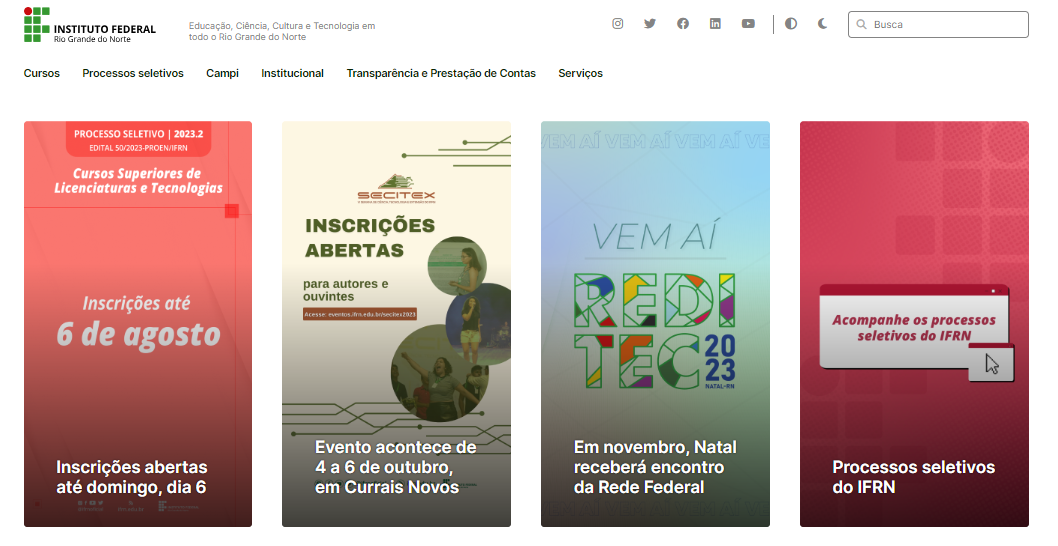 INSTITUTO FEDERAL
Rio Grande do Norte
Educação, Ciência, Cultura e Tecnologia em
todo o Rio Grande do Norte
Busca
Cursos
Processos seletivos
Campi
Institucional
Transparência e Prestação de Contas
Serviços
PROCESSO SELETIVO | 2023.2
EDITAL 50/2023-PROEN/IFRN
Cursos Superiores de
Licenciaturas e Tecnologias
Inscrições até
6 de agosto
Inscrições abertas
até domingo, dia 6
SECITEX
INSCRIÇÕES
ABERTAS
para autores e
ouvintes
Acesse: eventos.ifrn.edu.br/secitex2023
Evento acontece de
4 a 6 de outubro,
em Currais Novos
VEM AÍ VEM AÍ VEM AÍ VEM AÍ
VEM AÍ
REDI
TEC
20
23
NATAL-RN
Em novembro, Natal
receberá encontro
da Rede Federal
Acompanhe os processos
seletivos do IFRN
Processos seletivos
do IFRN